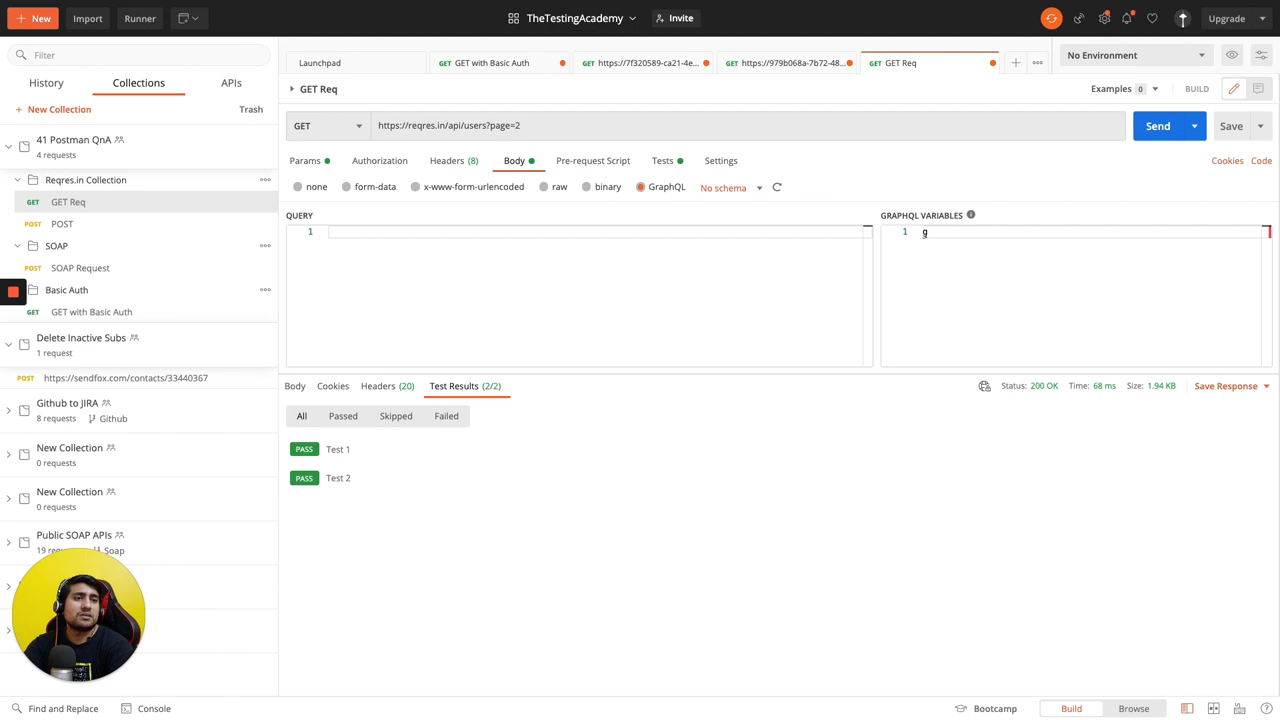 New
Import
Runner
TheTestingAcademy
Invite
Upgrade
Filter
History
Collections
APIs
+ New Collection
Trash
41 Postman QnA
4 requests
Reqres.in Collection
GET GET Req
POST POST
SOAP
POST SOAP Request
Basic Auth
GET GET with Basic Auth
Delete Inactive Subs
1 request
POST https://sendfox.com/contacts/33440367
Github to JIRA
8 requests Github
New Collection
0 requests
New Collection
0 requests
Public SOAP APIs
Soap
Launchpad
GET GET with Basic Auth
GET https://7f320589-ca21-4e...
GET https://979b068a-7b72-48...
GET GET Req
No Environment
GET Req
Examples 0
BUILD
GET
https://reqres.in/api/users?page=2
Send
Save
Params
Authorization
Headers (8)
Body
Pre-request Script
Tests
Settings
Cookies
Code
none
form-data
x-www-form-urlencoded
raw
binary
GraphQL
No schema
QUERY
1
GRAPHQL VARIABLES
1 g
Body
Cookies
Headers (20)
Test Results (2/2)
Status: 200 OK
Time: 68 ms
Size: 1.94 KB
Save Response
All
Passed
Skipped
Failed
PASS Test 1
PASS Test 2
Find and Replace
Console
Bootcamp
Build
Browse